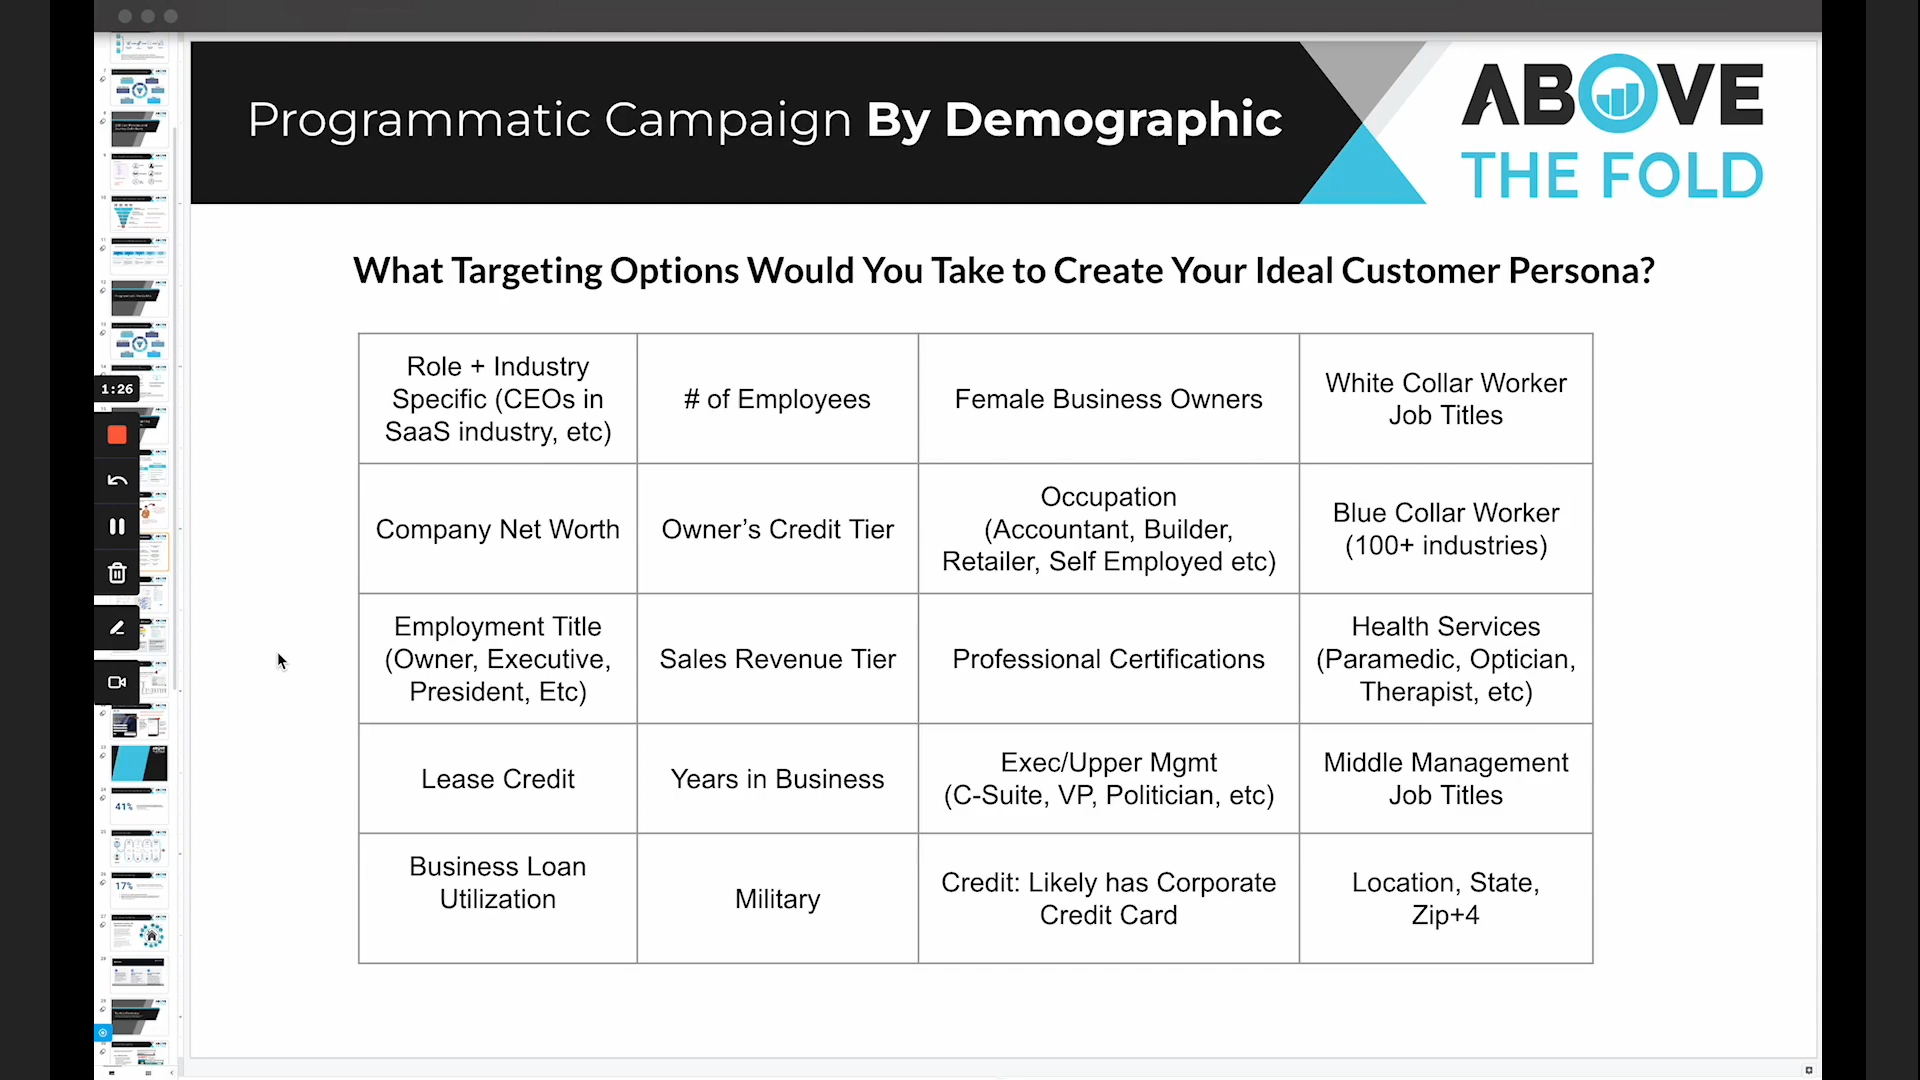 Programmatic Campaign By Demographic
ABOVE
THE FOLD
What Targeting Options Would You Take to Create Your Ideal Customer Persona?
Role + Industry
Specific (CEOs in
SaaS industry, etc)
# of Employees
Female Business Owners
White Collar Worker
Job Titles
Company Net Worth
Owner’s Credit Tier
Occupation
(Accountant, Builder,
Retailer, Self Employed etc)
Blue Collar Worker
(100+ industries)
Employment Title
(Owner, Executive,
President, Etc)
Sales Revenue Tier
Professional Certifications
Health Services
(Paramedic, Optician,
Therapist, etc)
Lease Credit
Years in Business
Exec/Upper Mgmt
(C-Suite, VP, Politician, etc)
Middle Management
Job Titles
Business Loan
Utilization
Military
Credit: Likely has Corporate
Credit Card
Location, State,
Zip+4
1:26
41%
17%